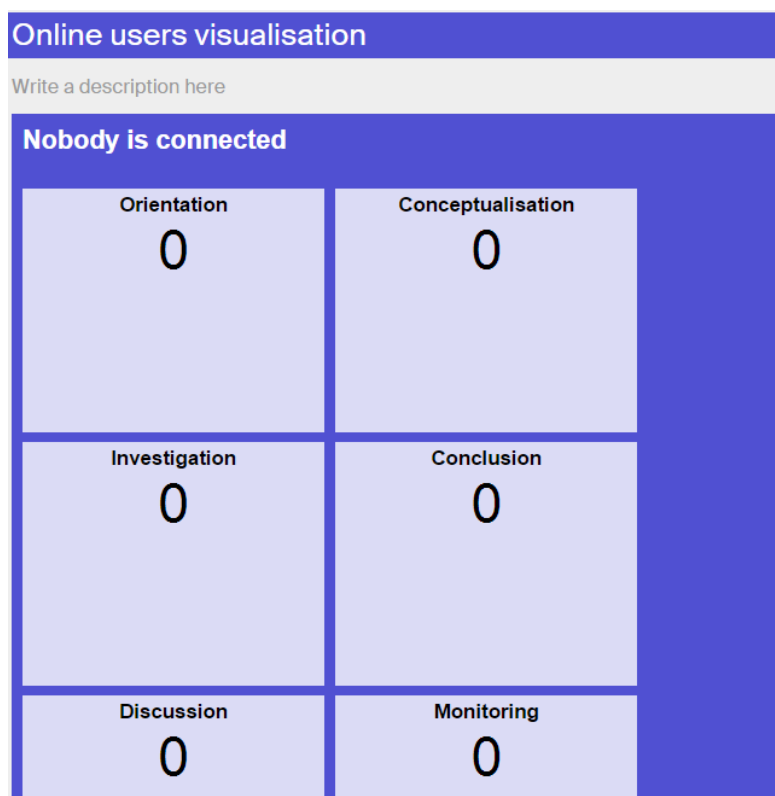 Online users visualisation
Write a description here
Nobody is connected
Orientation
0
Conceptualisation
0
Investigation
0
Conclusion
0
Discussion
0
Monitoring
0